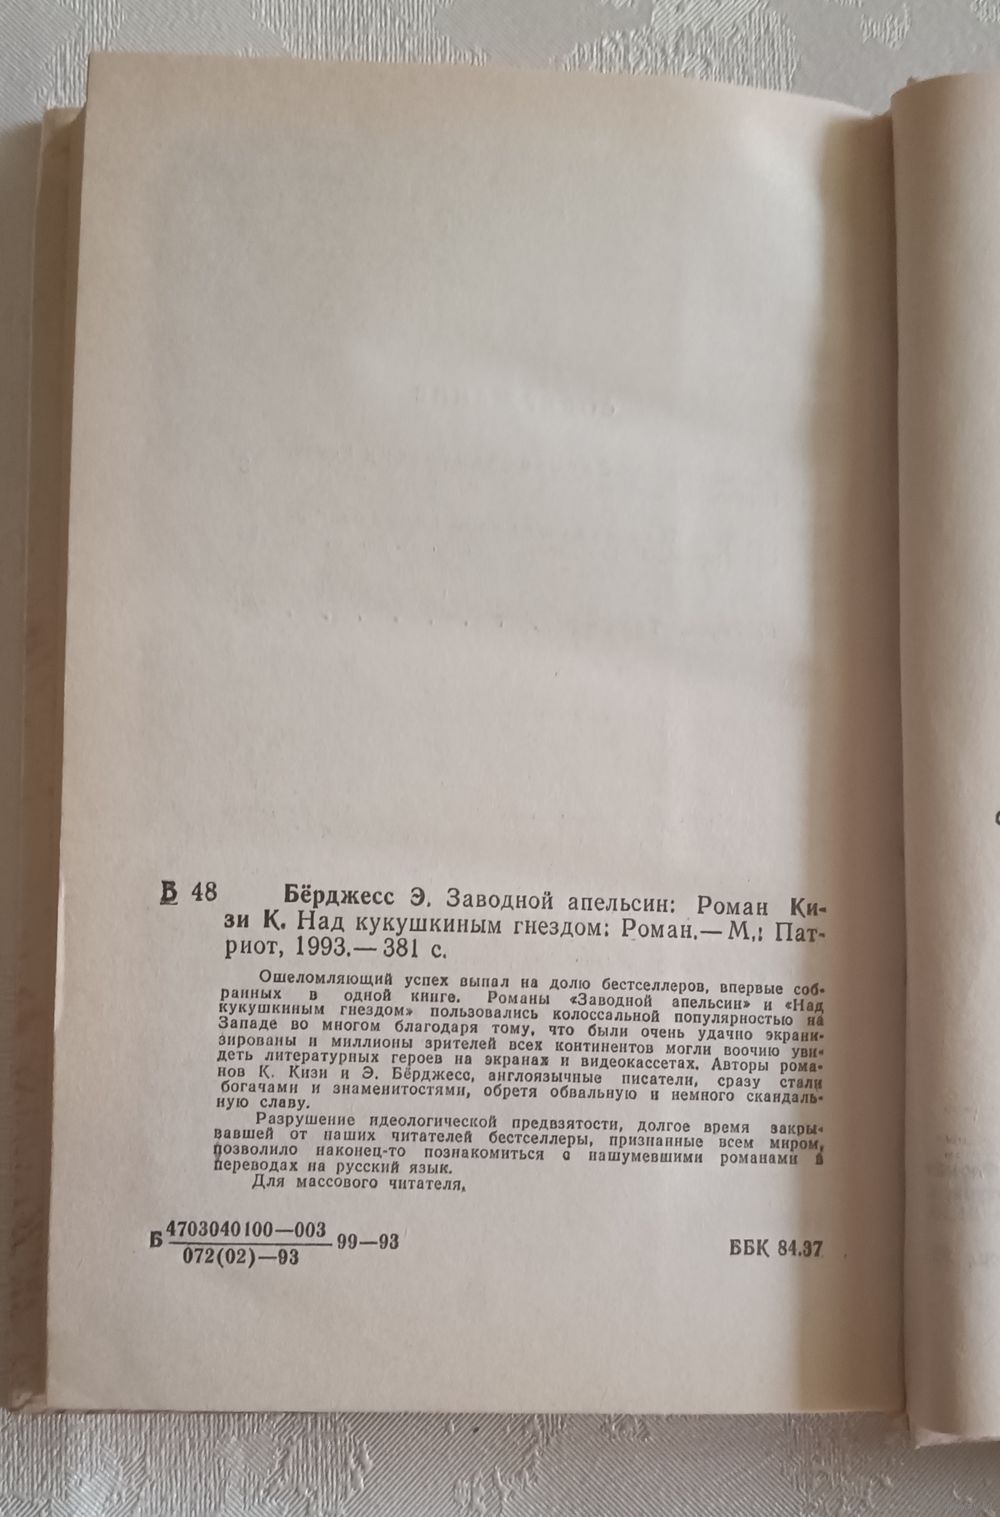 Б 48 Бёрджесс Э. Заводной апельсин: Роман Ки-
зи К. Над кукушкиным гнездом: Роман.— М.: Пат-
риот, 1993.— 381 с.
Ошеломляющий успех выпал на долю бестселлеров, впервые соб-
ранных в одной книге. Романы «Заводной апельсин» и «Над
кукушкиным гнездом» пользовались колоссальной популярностью на
Западе во многом благодаря тому, что были очень удачно экрани-
зированы и миллионы зрителей всех континентов могли воочию уви-
деть литературных героев на экранах и видеокассетах. Авторы рома-
нов К. Кизи и Э. Бёрджесс, англоязычные писатели, сразу стали
богачами и знаменитостями, обретя обвальную и немного скандаль-
ную славу.
Разрушение идеологической предвзятости, долгое время закры-
вавшей от наших читателей бестселлеры, признанные всем миром,
позволило наконец-то познакомиться с нашумевшими романами в
переводах на русский язык.
Для массового читателя.
Б 4703040100—003 99—93
072(02)—93
ББК 84.37